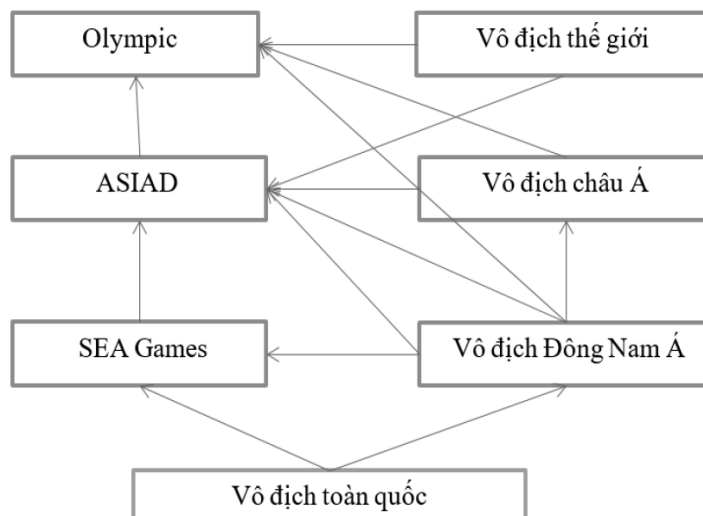 Olympic
Vô địch thế giới
ASIAD
Vô địch châu Á
SEA Games
Vô địch Đông Nam Á
Vô địch toàn quốc